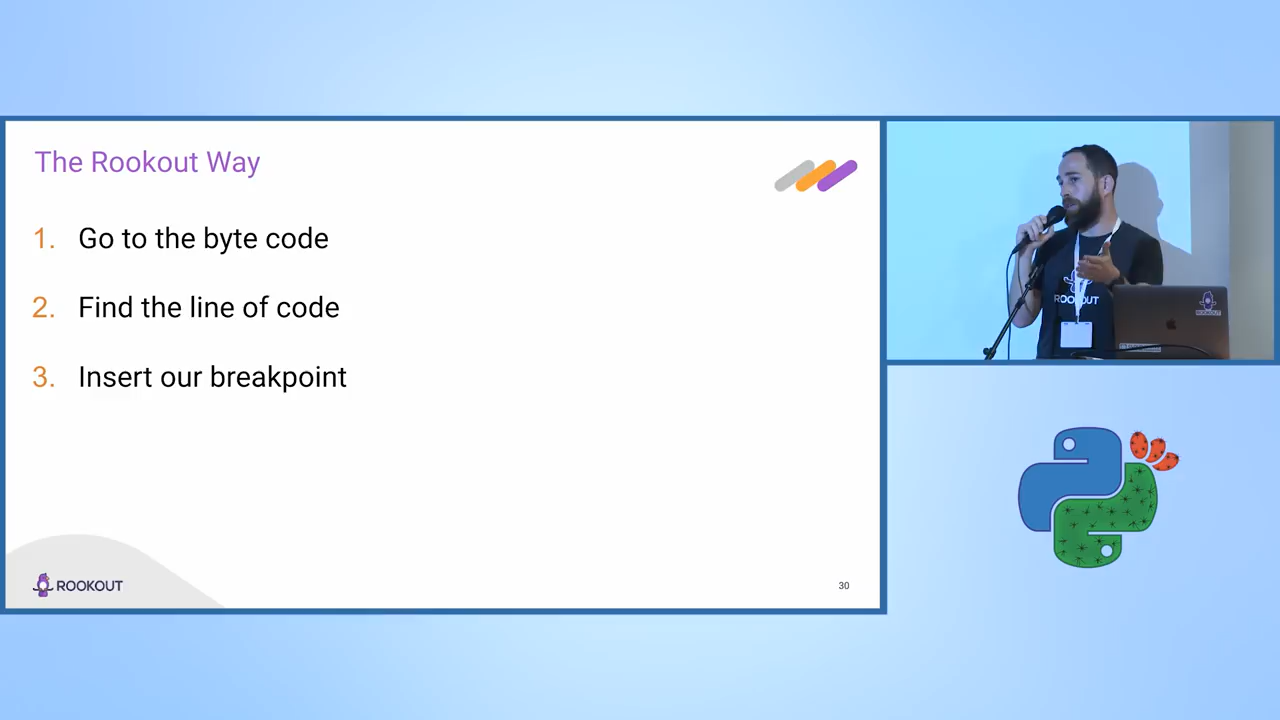 The Rookout Way
1. Go to the byte code
2. Find the line of code
3. Insert our breakpoint
ROOKOUT
30
ROOKOUT
ROOKOUT